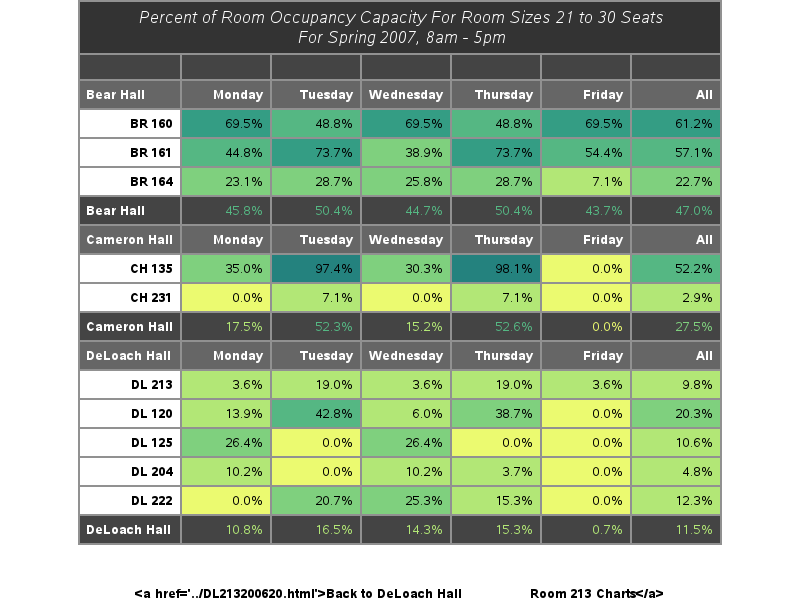 Percent of Room Occupancy Capacity For Room Sizes 21 to 30 Seats
For Spring 2007, 8am - 5pm
Bear Hall Monday Tuesday Wednesday Thursday Friday All
BR 160 69.5% 48.8% 69.5% 48.8% 69.5% 61.2%
BR 161 44.8% 73.7% 38.9% 73.7% 54.4% 57.1%
BR 164 23.1% 28.7% 25.8% 28.7% 7.1% 22.7%
Bear Hall 45.8% 50.4% 44.7% 50.4% 43.7% 47.0%
Cameron Hall Monday Tuesday Wednesday Thursday Friday All
CH 135 35.0% 97.4% 30.3% 98.1% 0.0% 52.2%
CH 231 0.0% 7.1% 0.0% 7.1% 0.0% 2.9%
Cameron Hall 17.5% 52.3% 15.2% 52.6% 0.0% 27.5%
DeLoach Hall Monday Tuesday Wednesday Thursday Friday All
DL 213 3.6% 19.0% 3.6% 19.0% 3.6% 9.8%
DL 120 13.9% 42.8% 6.0% 38.7% 0.0% 20.3%
DL 125 26.4% 0.0% 26.4% 0.0% 0.0% 10.6%
DL 204 10.2% 0.0% 10.2% 3.7% 0.0% 4.8%
DL 222 0.0% 20.7% 25.3% 15.3% 0.0% 12.3%
DeLoach Hall 10.8% 16.5% 14.3% 15.3% 0.7% 11.5%
<a href='../DL213200620.html'>Back to DeLoach Hall Room 213 Charts</a>